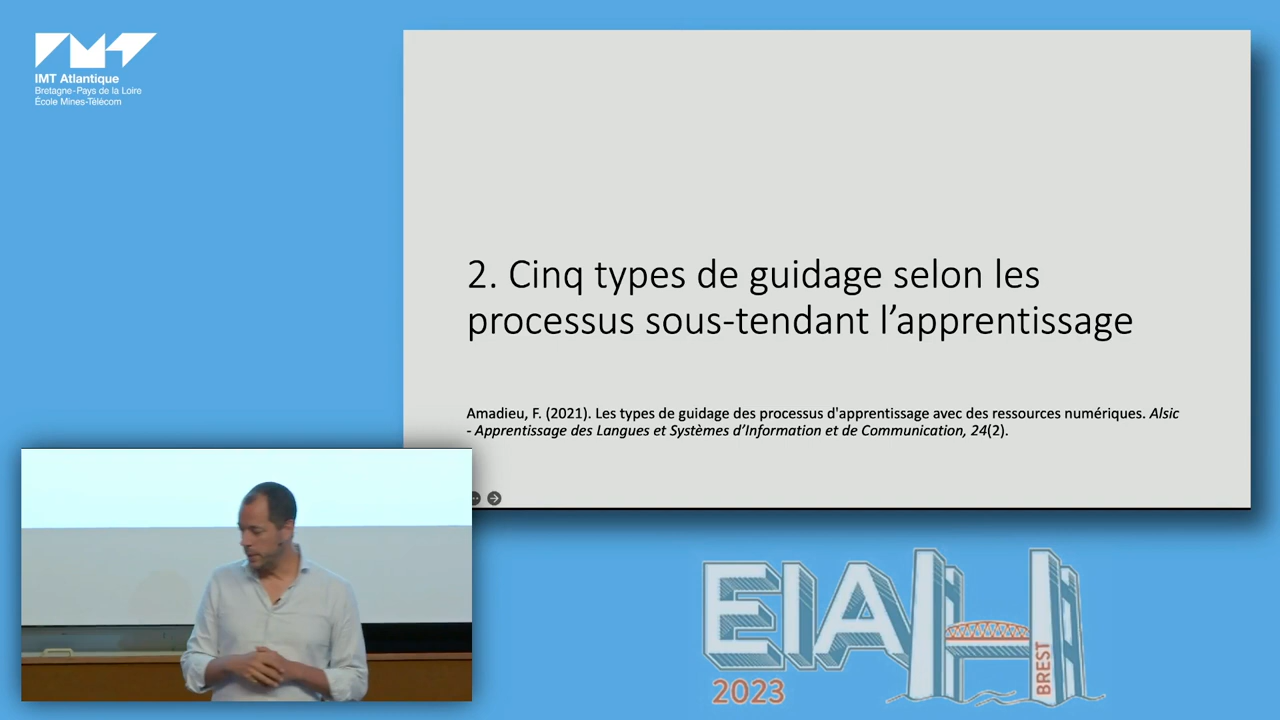 IMT Atlantique
Bretagne-Pays de la Loire
École Mines-Télécom
2. Cinq types de guidage selon les
processus sous-tendant l’apprentissage
Amadieu, F. (2021). Les types de guidage des processus d'apprentissage avec des ressources numériques. Alsic
- Apprentissage des Langues et Systèmes d’Information et de Communication, 24(2).
EIAH
BREST
2023